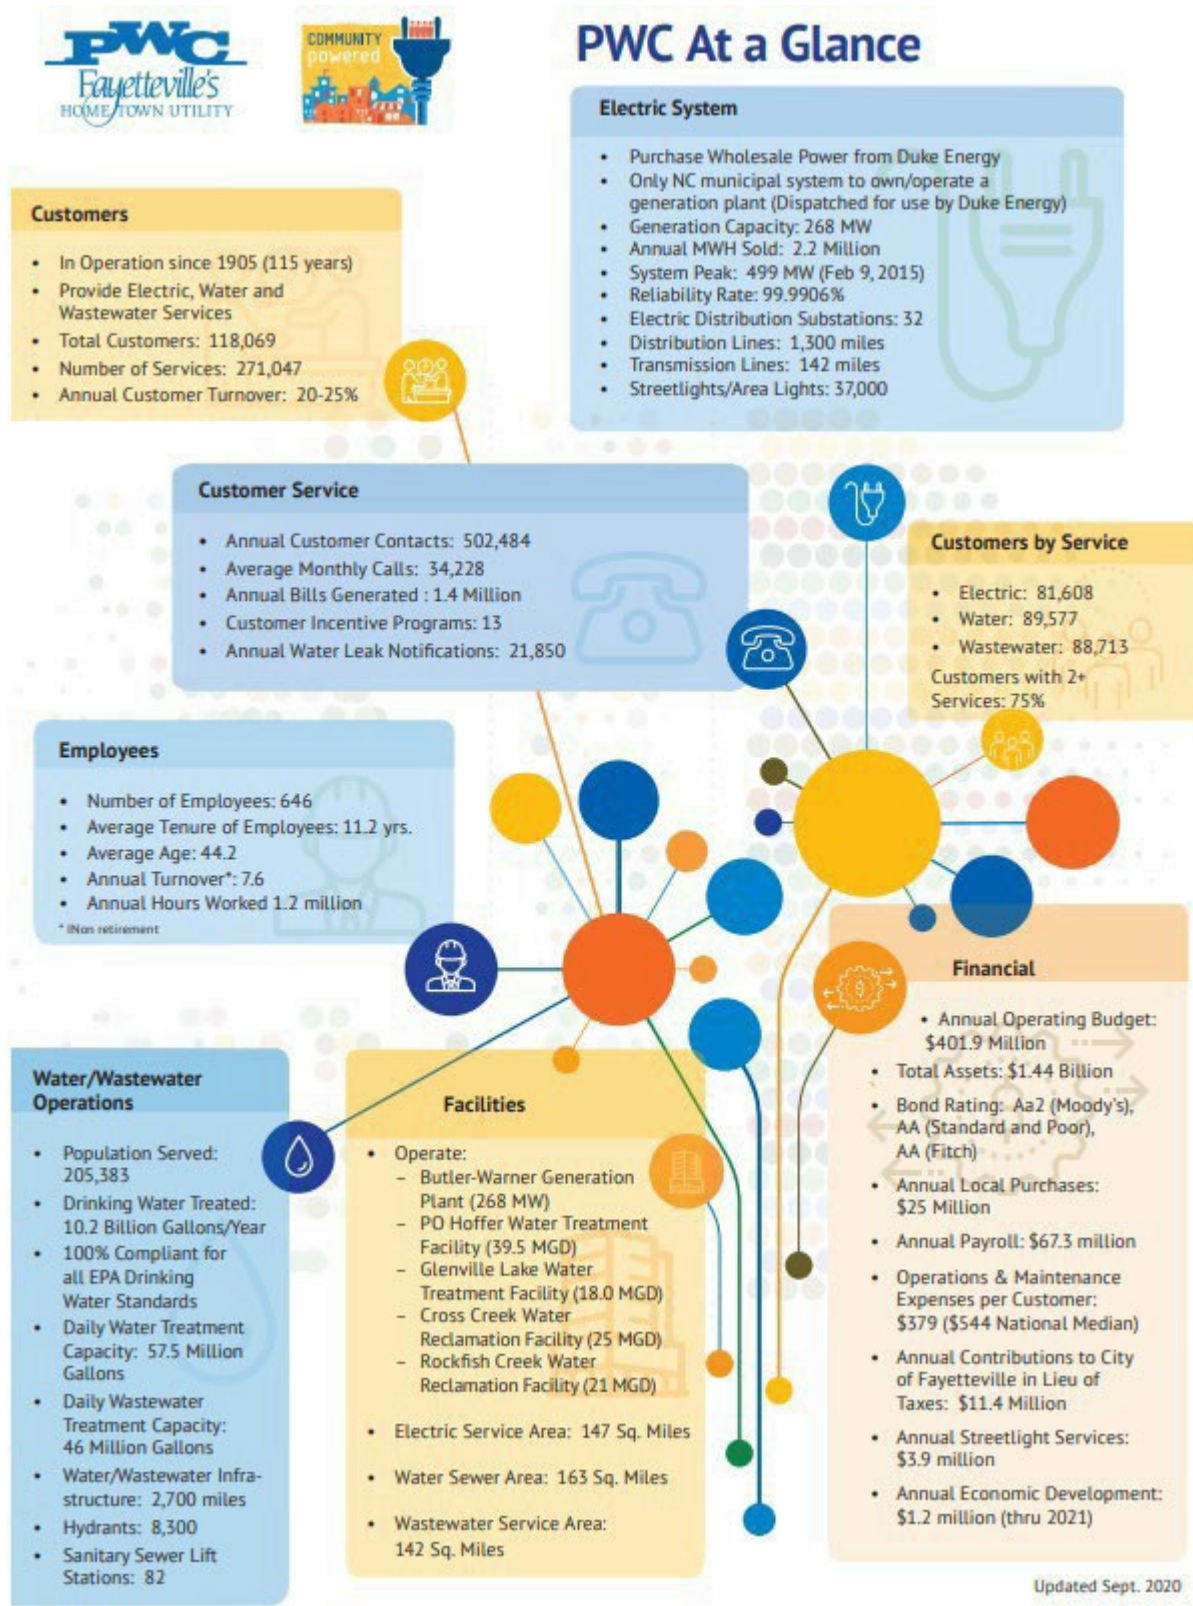 PWC
Fayetteville's
HOME TOWN UTILITY
COMMUNITY
powered
PWC At a Glance
Electric System
• Purchase Wholesale Power from Duke Energy
• Only NC municipal system to own/operate a
generation plant (Dispatched for use by Duke Energy)
• Generation Capacity: 268 MW
• Annual MWH Sold: 2.2 Million
• System Peak: 499 MW (Feb 9, 2015)
• Reliability Rate: 99.9906%
• Electric Distribution Substations: 32
• Distribution Lines: 1,300 miles
• Transmission Lines: 142 miles
• Streetlights/Area Lights: 37,000
Customers
• In Operation since 1905 (115 years)
• Provide Electric, Water and
Wastewater Services
• Total Customers: 118,069
• Number of Services: 271,047
• Annual Customer Turnover: 20-25%
Customer Service
• Annual Customer Contacts: 502,484
• Average Monthly Calls: 34,228
• Annual Bills Generated : 1.4 Million
• Customer Incentive Programs: 13
• Annual Water Leak Notifications: 21,850
Customers by Service
• Electric: 81,608
• Water: 89,577
• Wastewater: 88,713
Customers with 2+
Services: 75%
Employees
• Number of Employees: 646
• Average Tenure of Employees: 11.2 yrs.
• Average Age: 44.2
• Annual Turnover*: 7.6
• Annual Hours Worked 1.2 million
* INon retirement
Water/Wastewater
Operations
• Population Served:
205,383
• Drinking Water Treated:
10.2 Billion Gallons/Year
• 100% Compliant for
all EPA Drinking
Water Standards
• Daily Water Treatment
Capacity: 57.5 Million
Gallons
• Daily Wastewater
Treatment Capacity:
46 Million Gallons
• Water/Wastewater Infra-
structure: 2,700 miles
• Hydrants: 8,300
• Sanitary Sewer Lift
Stations: 82
Facilities
• Operate:
– Butler-Warner Generation
Plant (268 MW)
– PO Hoffer Water Treatment
Facility (39.5 MGD)
– Glenville Lake Water
Treatment Facility (18.0 MGD)
– Cross Creek Water
Reclamation Facility (25 MGD)
– Rockfish Creek Water
Reclamation Facility (21 MGD)
• Electric Service Area: 147 Sq. Miles
• Water Sewer Area: 163 Sq. Miles
• Wastewater Service Area:
142 Sq. Miles
$
Financial
• Annual Operating Budget:
$401.9 Million
• Total Assets: $1.44 Billion
• Bond Rating: Aa2 (Moody's),
AA (Standard and Poor),
AA (Fitch)
• Annual Local Purchases:
$25 Million
• Annual Payroll: $67.3 million
• Operations & Maintenance
Expenses per Customer:
$379 ($544 National Median)
• Annual Contributions to City
of Fayetteville in Lieu of
Taxes: $11.4 Million
• Annual Streetlight Services:
$3.9 million
• Annual Economic Development:
$1.2 million (thru 2021)
Updated Sept. 2020